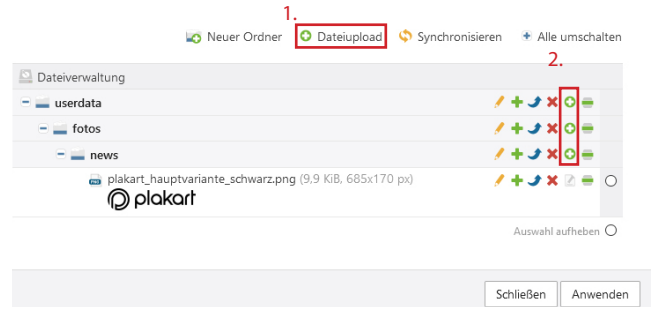 1.
Neuer Ordner Dateiupload Synchronisieren Alle umschalten
2.
Dateiverwaltung
userdata
fotos
news
plakart_hauptvariante_schwarz.png (9,9 KiB, 685x170 px)
plakart
Auswahl aufheben
Schließen Anwenden